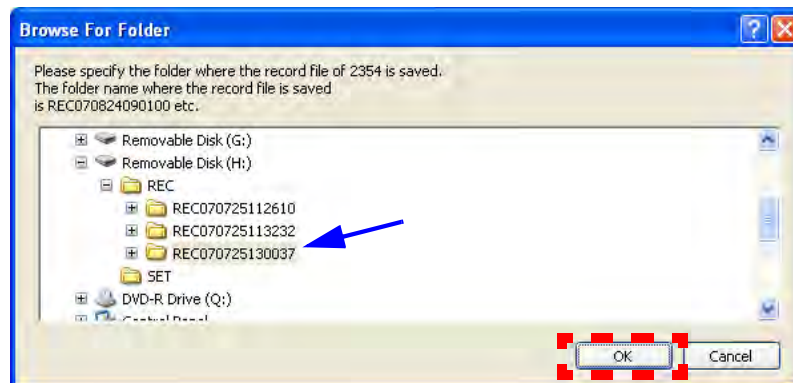 Browse For Folder
Please specify the folder where the record file of 2354 is saved.
The folder name where the record file is saved
is REC070824090100 etc.
Removable Disk (G:)
Removable Disk (H:)
REC
REC070725112610
REC070725113232
REC070725130037
SET
DVD-R Drive (Q:)
Control Panel
OK Cancel